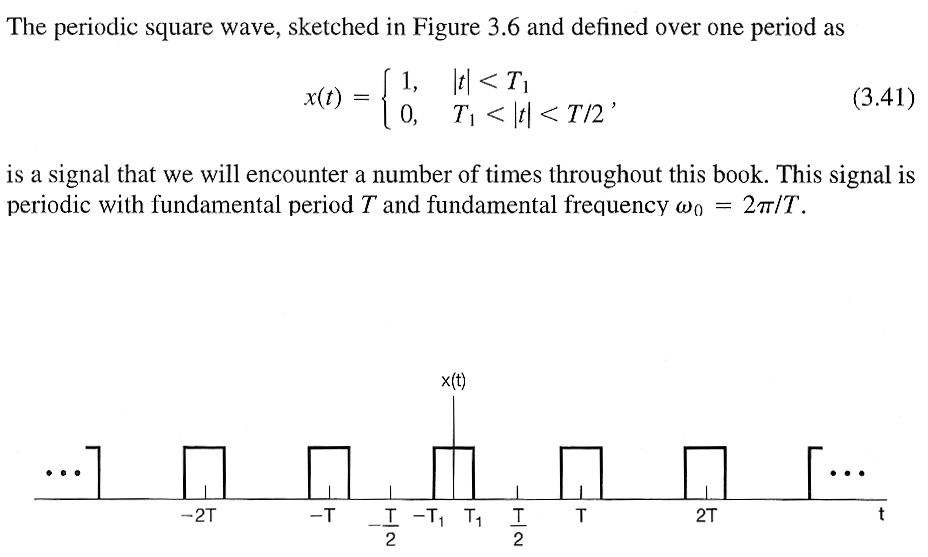 The periodic square wave, sketched in Figure 3.6 and defined over one period as
x(t) = { 1, |t| < T₁
0, T₁ < |t| < T/2 , (3.41)
is a signal that we will encounter a number of times throughout this book. This signal is
periodic with fundamental period T and fundamental frequency ω₀ = 2π/T.
x(t)
... ...
−2T −T −T/2 −T₁ T₁ T/2 T 2T t